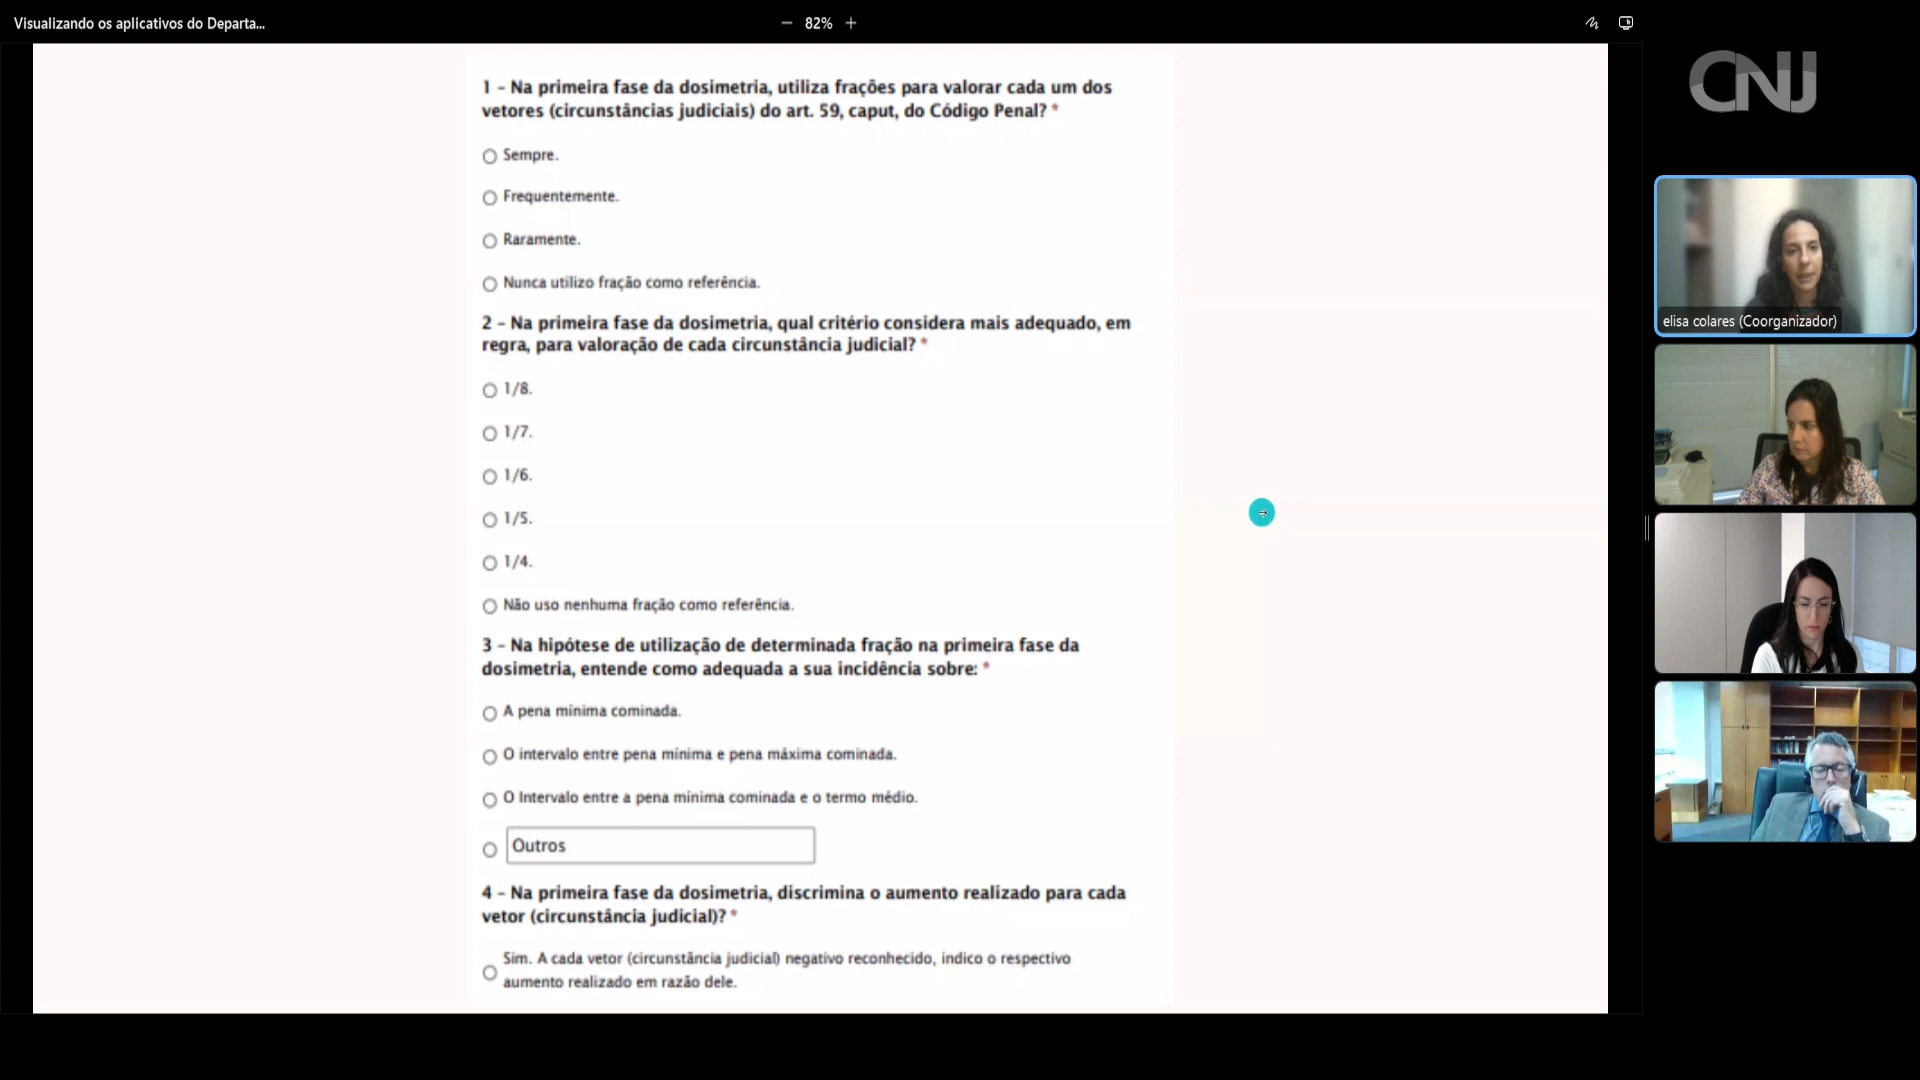 Visualizando os aplicativos do Departa...
82%
CNJ
1 - Na primeira fase da dosimetria, utiliza frações para valorar cada um dos
vetores (circunstâncias judiciais) do art. 59, caput, do Código Penal? *
Sempre.
Frequentemente.
Raramente.
Nunca utilizo fração como referência.
2 - Na primeira fase da dosimetria, qual critério considera mais adequado, em
regra, para valoração de cada circunstância judicial? *
1/8.
1/7.
1/6.
1/5.
1/4.
Não uso nenhuma fração como referência.
3 - Na hipótese de utilização de determinada fração na primeira fase da
dosimetria, entende como adequada a sua incidência sobre: *
A pena mínima cominada.
O intervalo entre pena mínima e pena máxima cominada.
O Intervalo entre a pena mínima cominada e o termo médio.
Outros
4 - Na primeira fase da dosimetria, discrimina o aumento realizado para cada
vetor (circunstância judicial)? *
Sim. A cada vetor (circunstância judicial) negativo reconhecido, indico o respectivo
aumento realizado em razão dele.
elisa colares (Coorganizador)